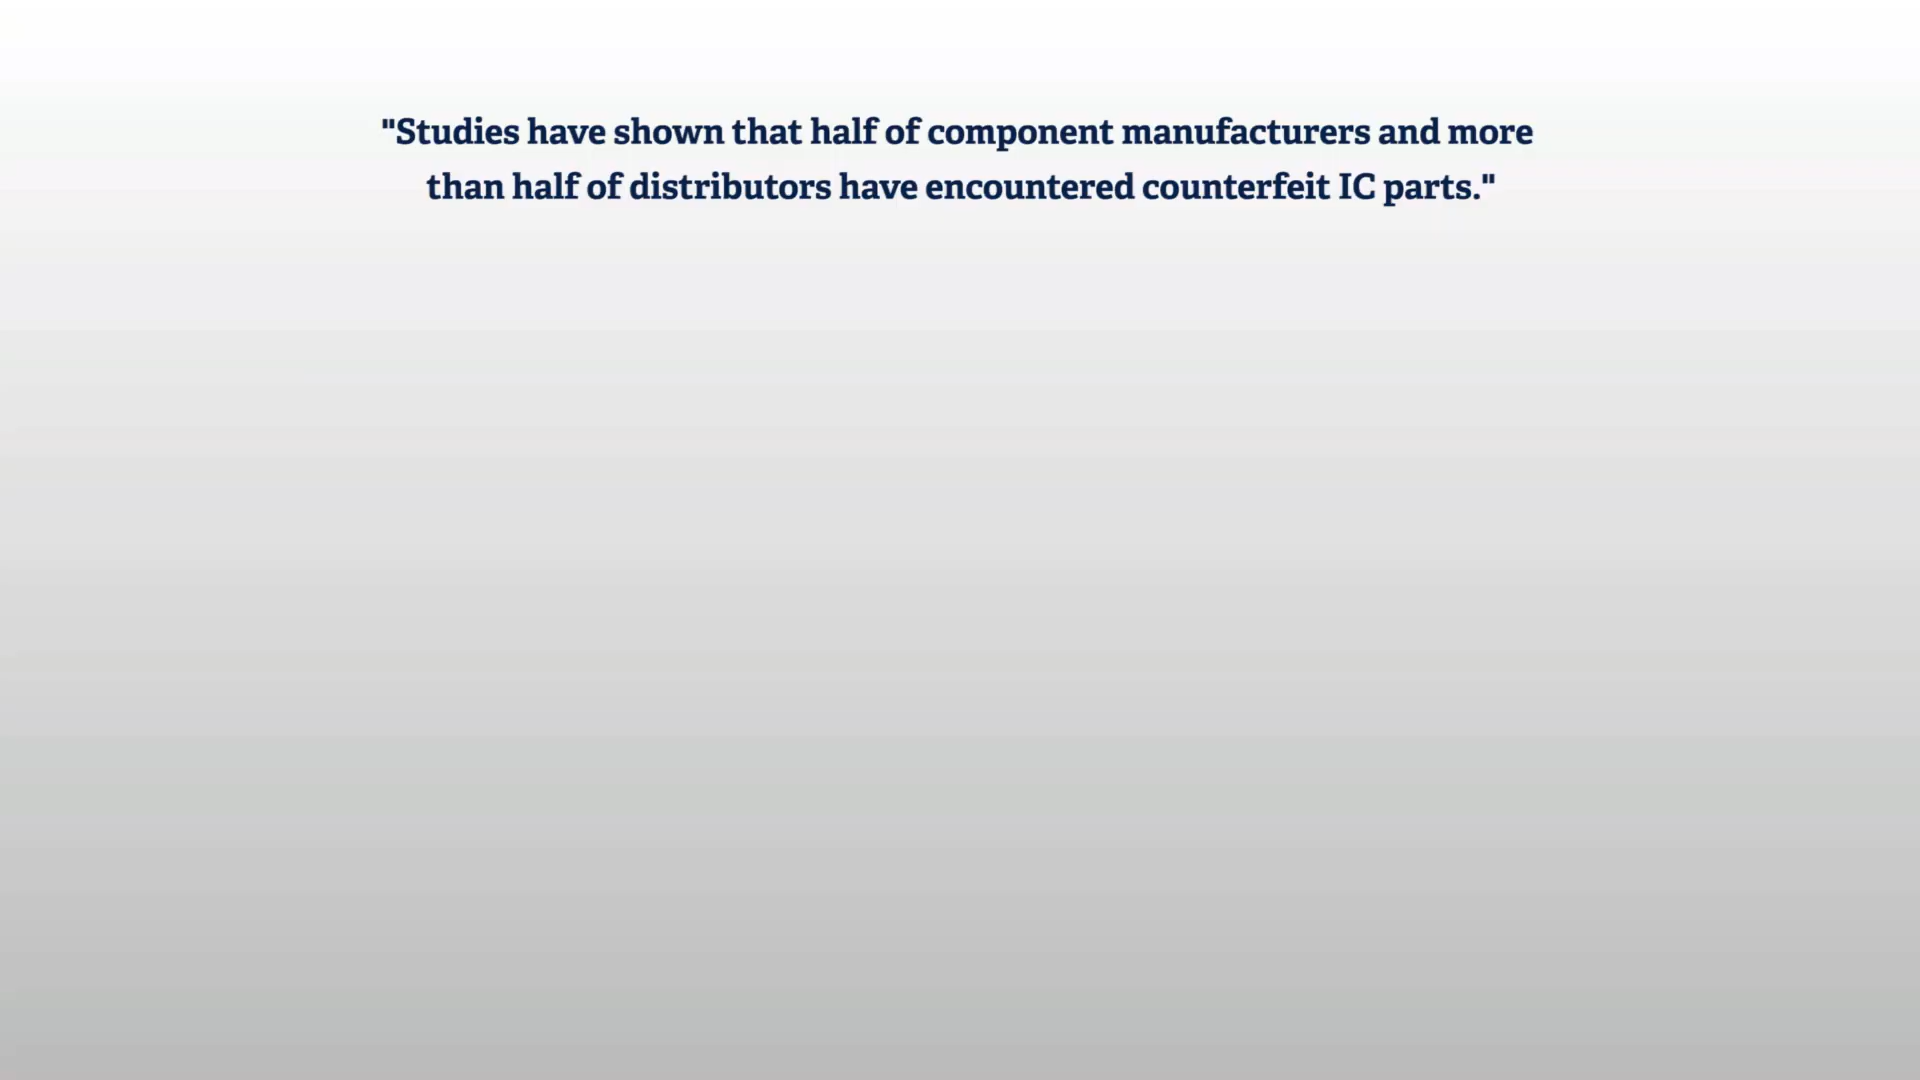 "Studies have shown that half of component manufacturers and more
than half of distributors have encountered counterfeit IC parts."